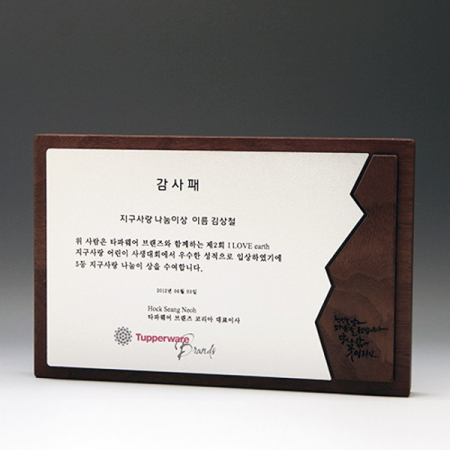 감사패
지구사랑 나눔이상 이름 김상철
위 사람은 타파웨어 브랜즈와 함께하는 제2회 I LOVE earth
지구사랑 어린이 사생대회에서 우수한 성적으로 입상하였기에
5등 지구사랑 나눔이 상을 수여합니다.
2012년 06월 03일
Hock Seang Neoh
타파웨어 브랜즈 코리아 대표이사
Tupperware
Brands